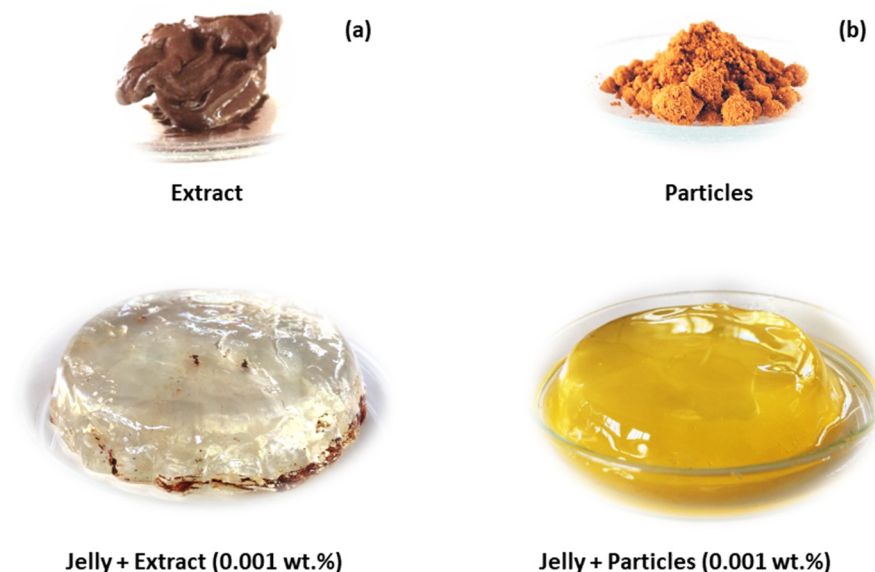 (a)
(b)
Extract
Particles
Jelly + Extract (0.001 wt.%)
Jelly + Particles (0.001 wt.%)